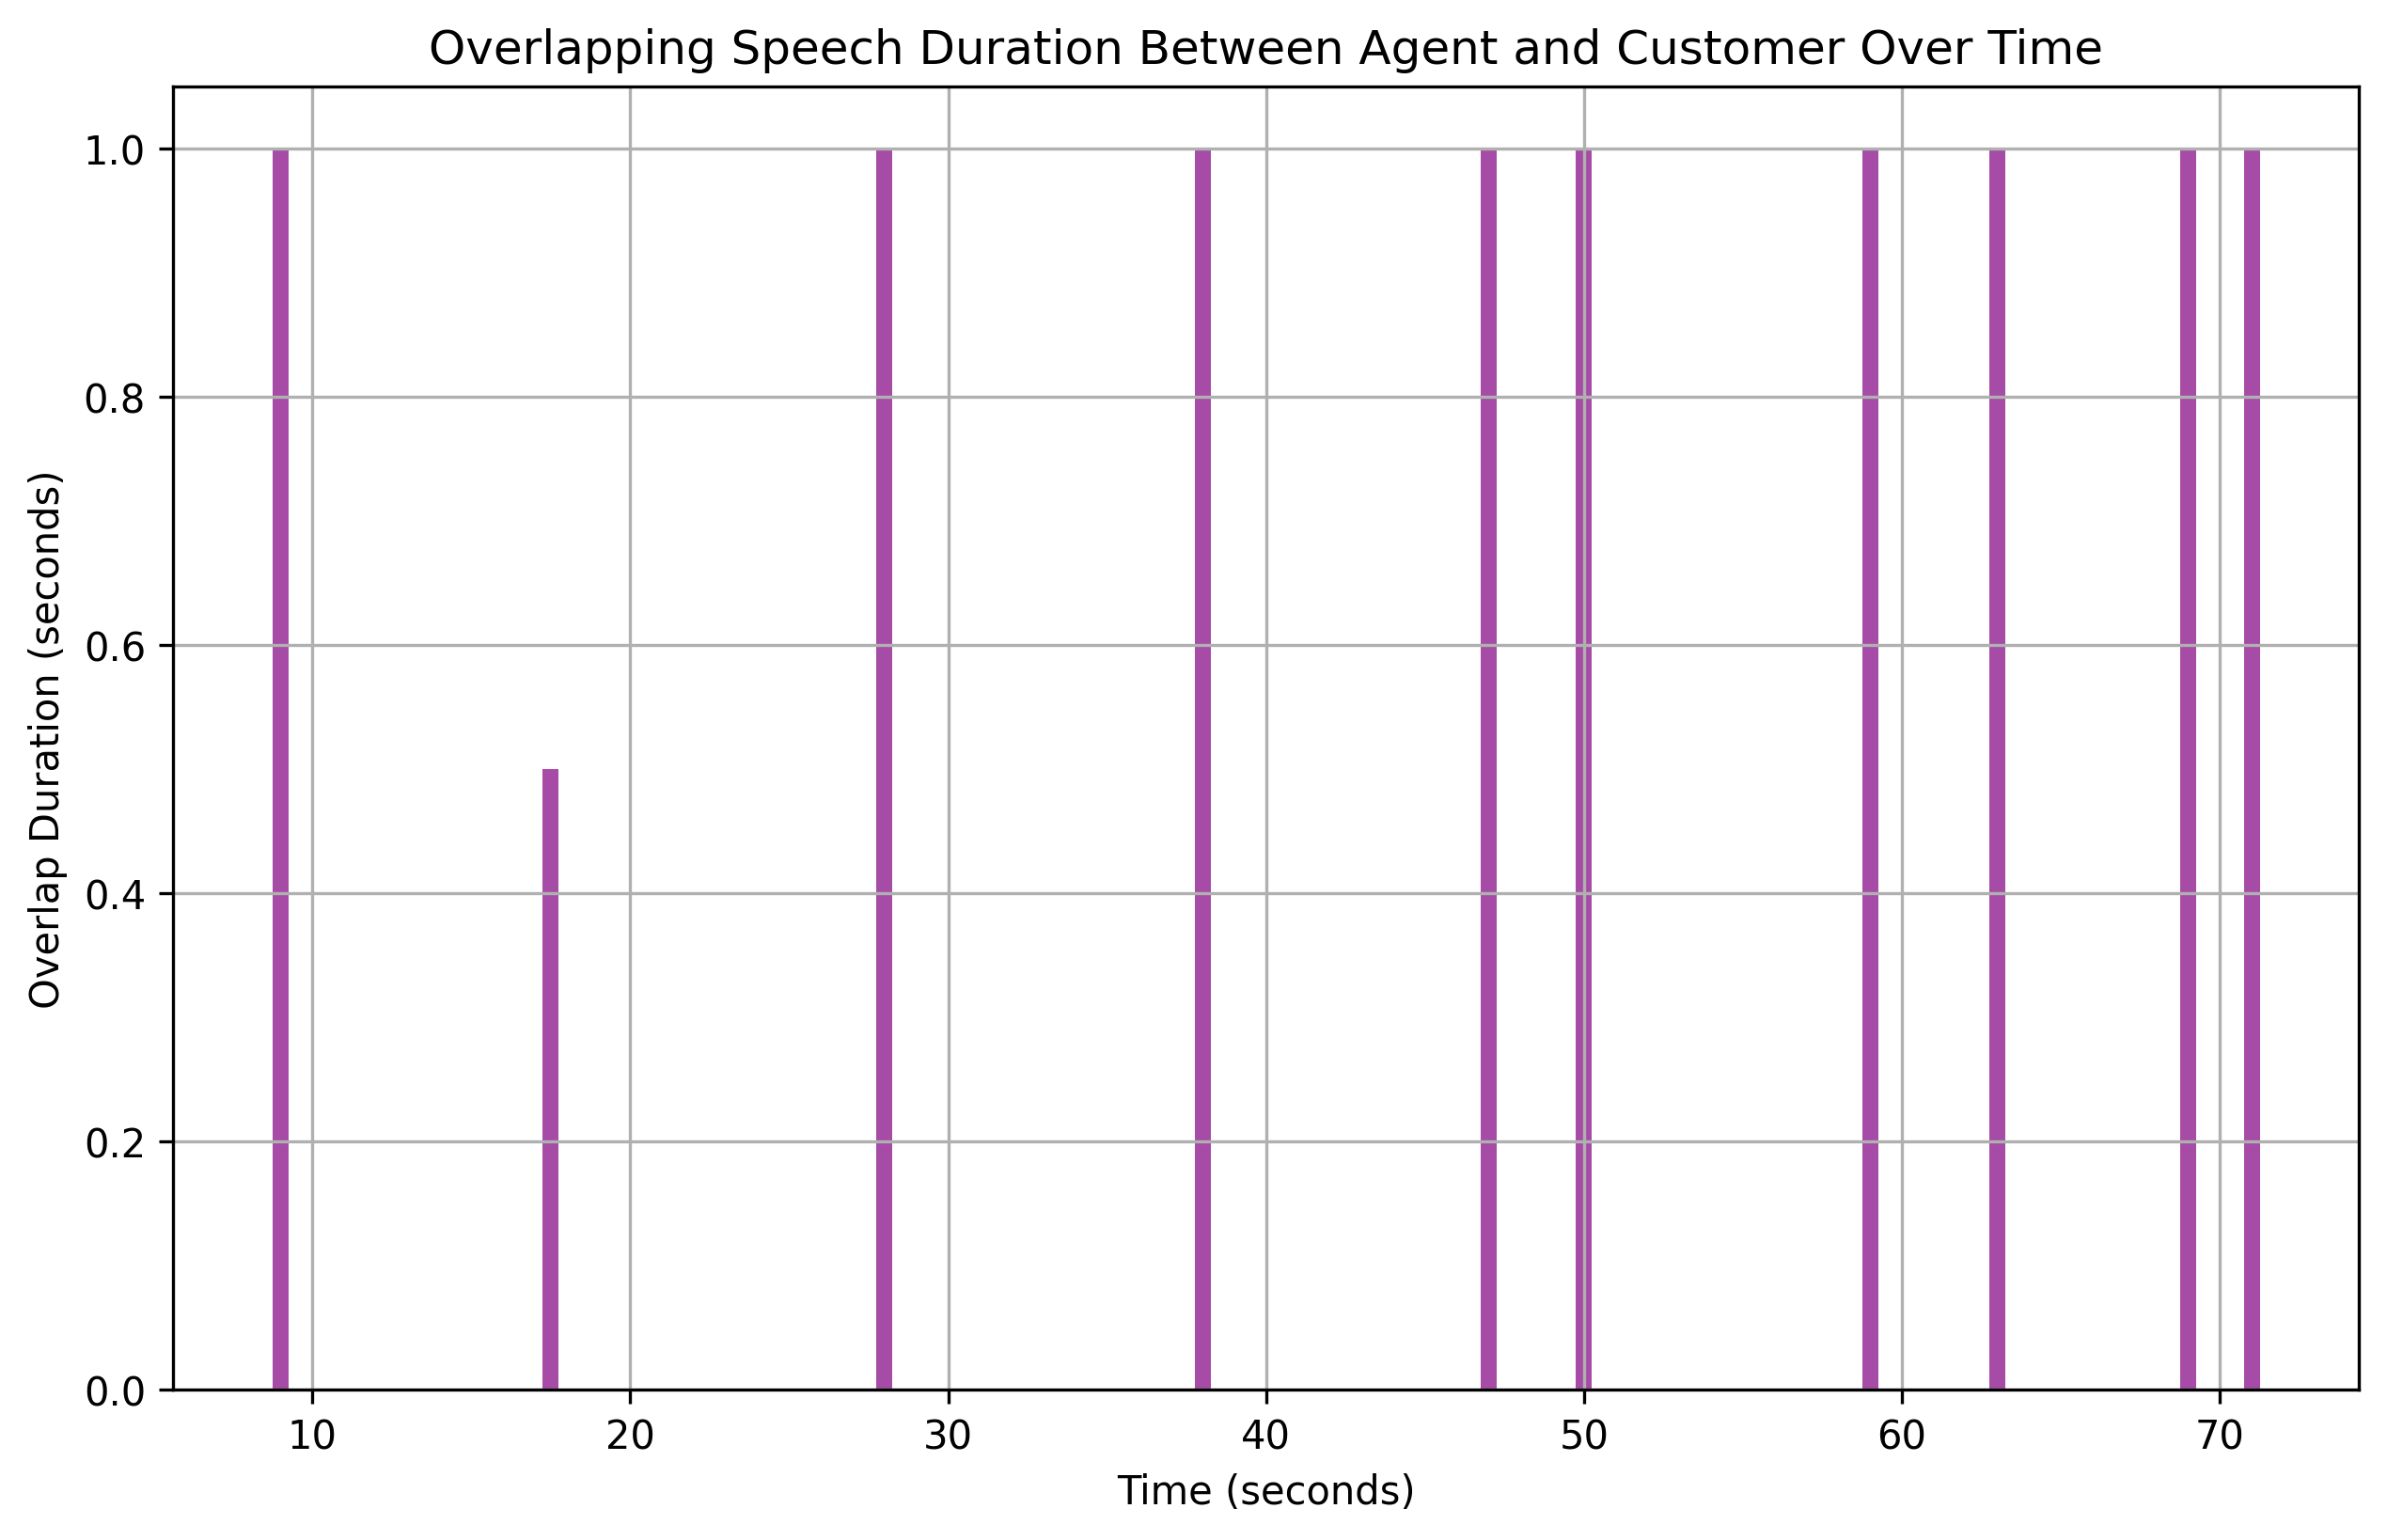 Overlapping Speech Duration Between Agent and Customer Over Time
Overlap Duration (seconds)
1.0
0.8
0.6
0.4
0.2
0.0
10 20 30 40 50 60 70
Time (seconds)